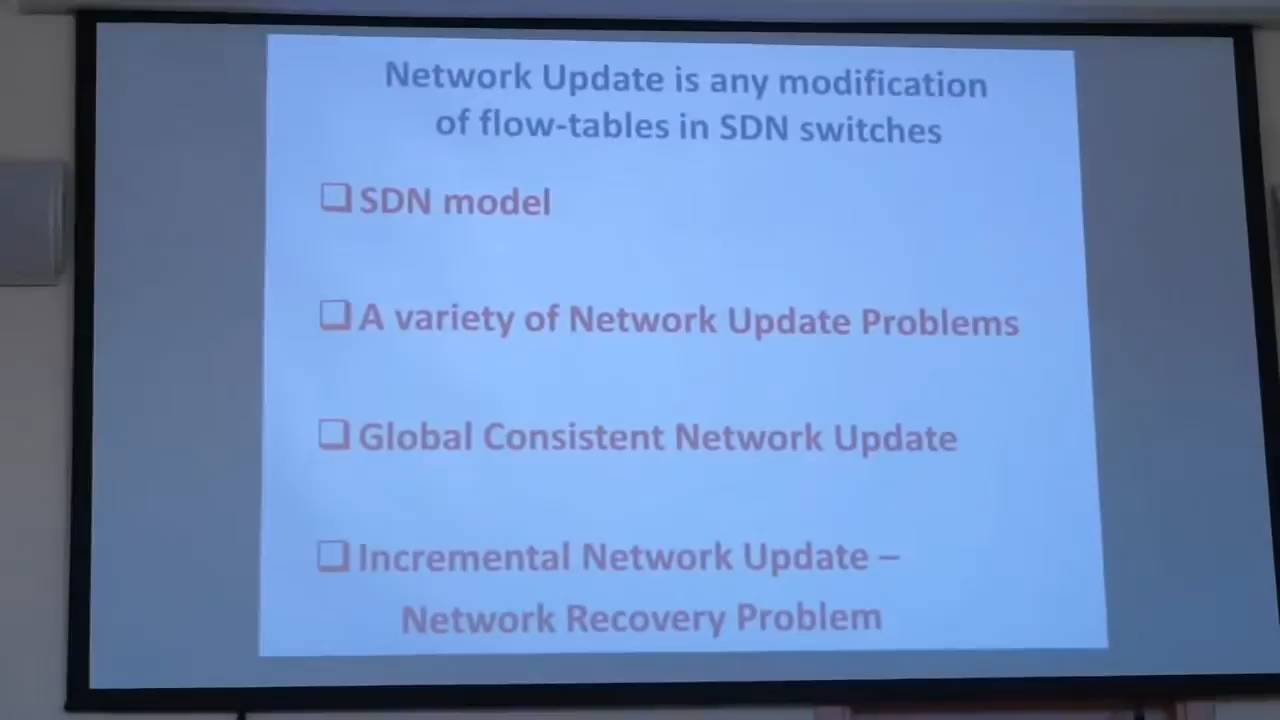 Network Update is any modification
of flow-tables in SDN switches
❑ SDN model
❑ A variety of Network Update Problems
❑ Global Consistent Network Update
❑ Incremental Network Update –
Network Recovery Problem